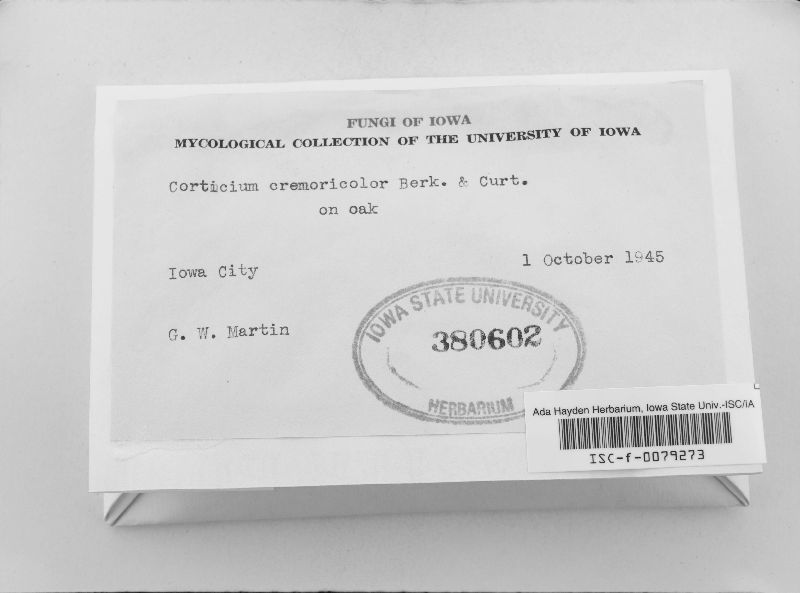 FUNGI OF IOWA
MYCOLOGICAL COLLECTION OF THE UNIVERSITY OF IOWA
Corticium cremoricolor Berk. & Curt.
on oak
Iowa City
1 October 1945
G. W. Martin
IOWA STATE UNIVERSITY
380602
HERBARIUM
Ada Hayden Herbarium, Iowa State Univ.-ISC/IA
ISC-f-0079273